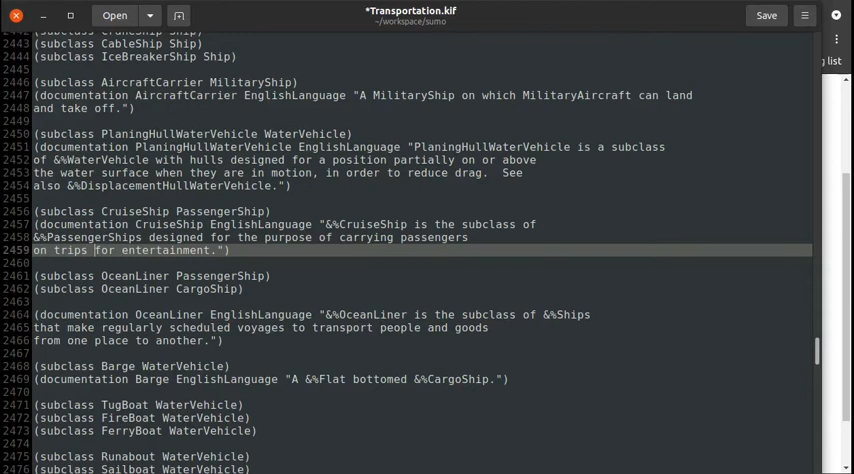 Open
*Transportation.kif
~/workspace/sumo
Save
g list
2442 (subclass CraneShip Ship)
2443 (subclass CableShip Ship)
2444 (subclass IceBreakerShip Ship)
2445
2446 (subclass AircraftCarrier MilitaryShip)
2447 (documentation AircraftCarrier EnglishLanguage "A MilitaryShip on which MilitaryAircraft can land
2448 and take off.")
2449
2450 (subclass PlaningHullWaterVehicle WaterVehicle)
2451 (documentation PlaningHullWaterVehicle EnglishLanguage "PlaningHullWaterVehicle is a subclass
2452 of &%WaterVehicle with hulls designed for a position partially on or above
2453 the water surface when they are in motion, in order to reduce drag.  See
2454 also &%DisplacementHullWaterVehicle.")
2455
2456 (subclass CruiseShip PassengerShip)
2457 (documentation CruiseShip EnglishLanguage "&%CruiseShip is the subclass of
2458 &%PassengerShips designed for the purpose of carrying passengers
2459 on trips for entertainment.")
2460
2461 (subclass OceanLiner PassengerShip)
2462 (subclass OceanLiner CargoShip)
2463
2464 (documentation OceanLiner EnglishLanguage "&%OceanLiner is the subclass of &%Ships
2465 that make regularly scheduled voyages to transport people and goods
2466 from one place to another.")
2467
2468 (subclass Barge WaterVehicle)
2469 (documentation Barge EnglishLanguage "A &%Flat bottomed &%CargoShip.")
2470
2471 (subclass TugBoat WaterVehicle)
2472 (subclass FireBoat WaterVehicle)
2473 (subclass FerryBoat WaterVehicle)
2474
2475 (subclass Runabout WaterVehicle)
2476 (subclass Sailboat WaterVehicle)